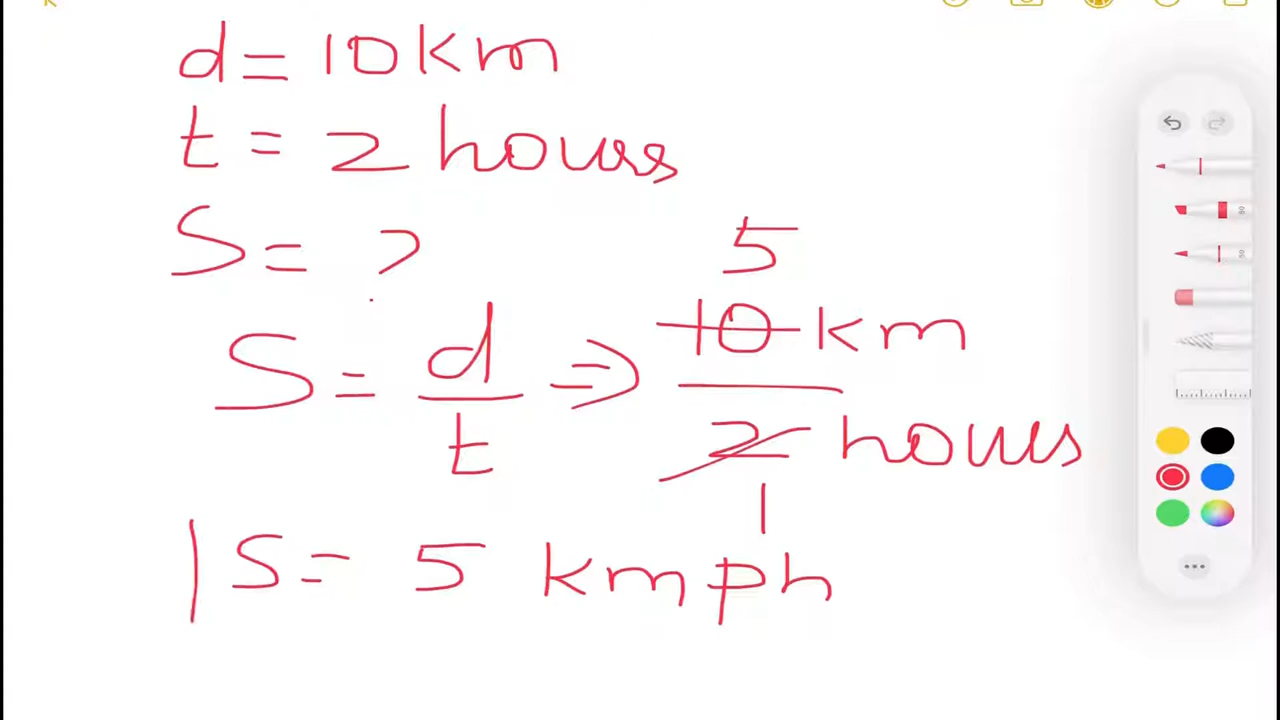 d = 10 km
t = 2 hours
S = ?
S = d/t ⇒ 10 km / 2 hours
5
1
S = 5 kmph